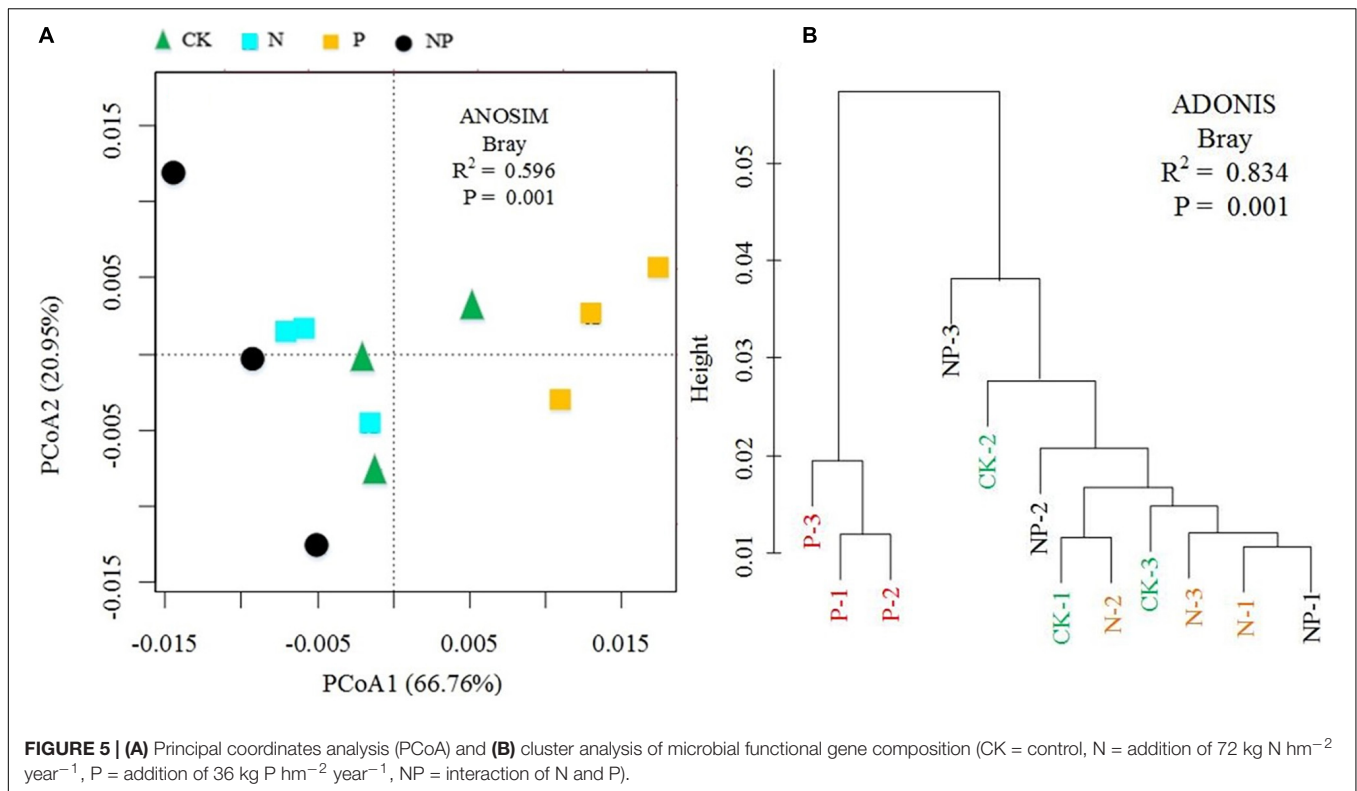 A
CK N P NP
ANOSIM
Bray
R² = 0.596
P = 0.001
0.015
0.005
-0.005
-0.015
PCoA2 (20.95%)
-0.015 -0.005 0.005 0.015
PCoA1 (66.76%)
B
ADONIS
Bray
R² = 0.834
P = 0.001
0.05
0.04
0.03
0.02
0.01
Height
NP-3
CK-2
NP-2
P-3
P-1
P-2
CK-1
N-2
CK-3
N-3
N-1
NP-1
FIGURE 5 | (A) Principal coordinates analysis (PCoA) and (B) cluster analysis of microbial functional gene composition (CK = control, N = addition of 72 kg N hm⁻²
year⁻¹, P = addition of 36 kg P hm⁻² year⁻¹, NP = interaction of N and P).